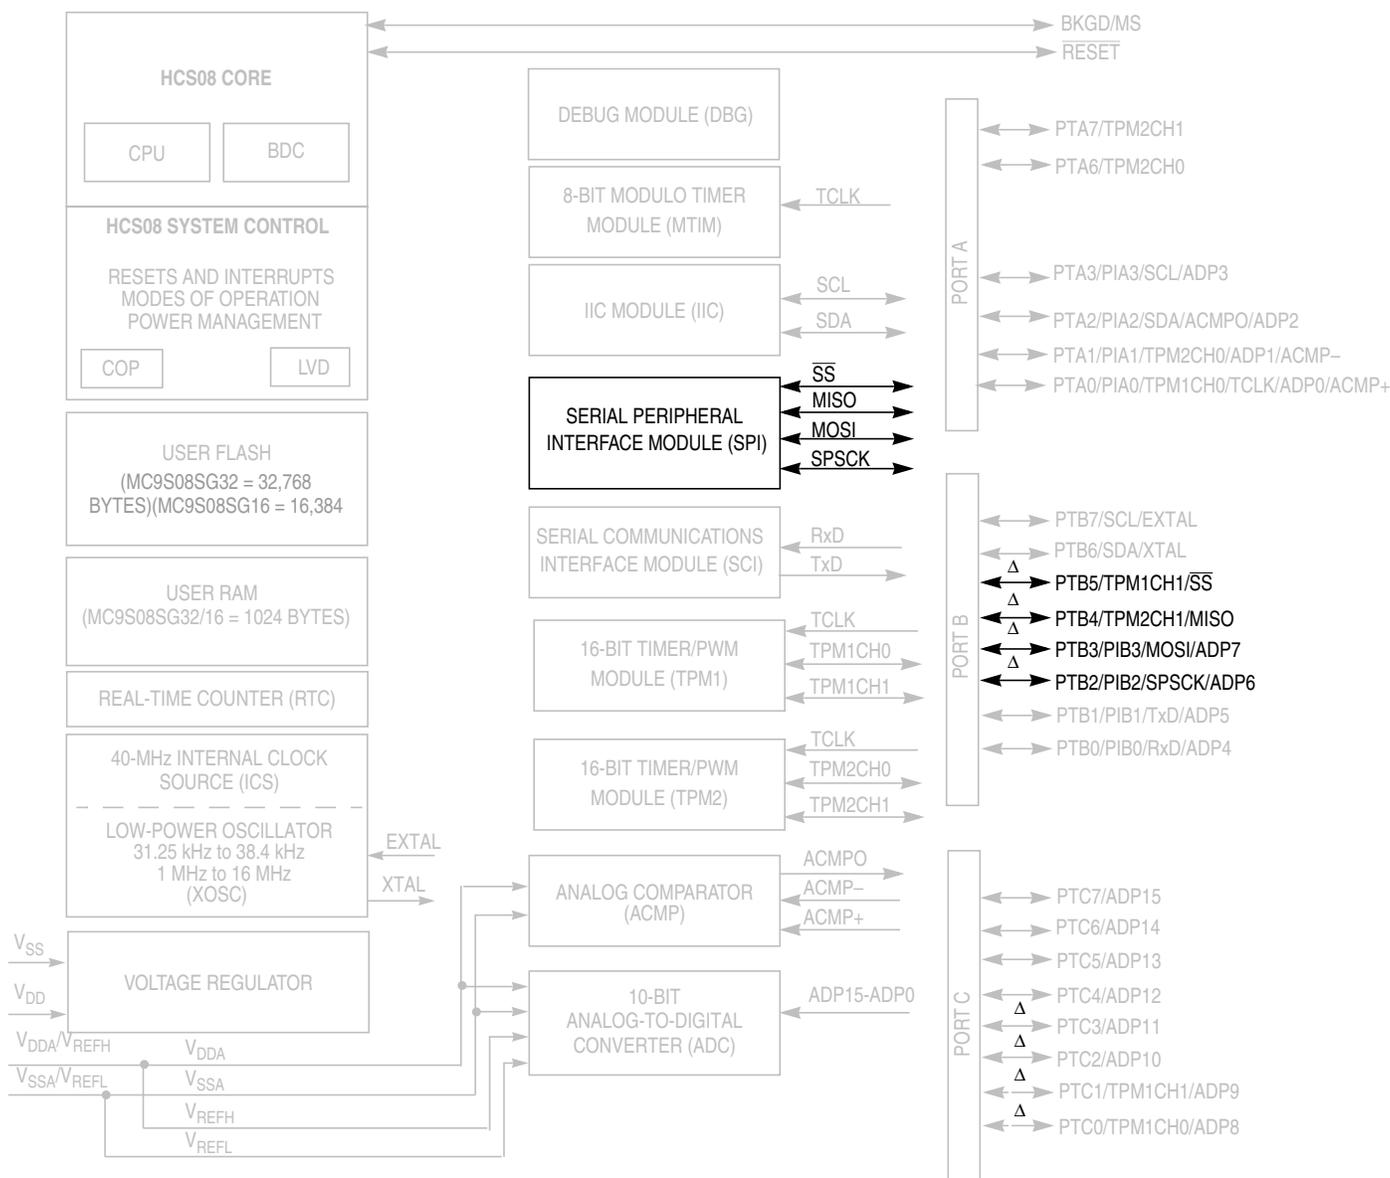 BKGD/MS
RESET
HCS08 CORE
CPU
BDC
HCS08 SYSTEM CONTROL
RESETS AND INTERRUPTS
MODES OF OPERATION
POWER MANAGEMENT
COP
LVD
USER FLASH
(MC9S08SG32 = 32,768
BYTES)(MC9S08SG16 = 16,384
USER RAM
(MC9S08SG32/16 = 1024 BYTES)
REAL-TIME COUNTER (RTC)
40-MHz INTERNAL CLOCK
SOURCE (ICS)
LOW-POWER OSCILLATOR
31.25 kHz to 38.4 kHz
1 MHz to 16 MHz
(XOSC)
EXTAL
XTAL
VSS
VDD
VOLTAGE REGULATOR
VDDA/VREFH
VSSA/VREFL
VDDA
VSSA
VREFH
VREFL
DEBUG MODULE (DBG)
8-BIT MODULO TIMER
MODULE (MTIM)
TCLK
IIC MODULE (IIC)
SCL
SDA
SERIAL PERIPHERAL
INTERFACE MODULE (SPI)
SS
MISO
MOSI
SPSCK
SERIAL COMMUNICATIONS
INTERFACE MODULE (SCI)
RxD
TxD
16-BIT TIMER/PWM
MODULE (TPM1)
TCLK
TPM1CH0
TPM1CH1
16-BIT TIMER/PWM
MODULE (TPM2)
TCLK
TPM2CH0
TPM2CH1
ANALOG COMPARATOR
(ACMP)
ACMPO
ACMP–
ACMP+
10-BIT
ANALOG-TO-DIGITAL
CONVERTER (ADC)
ADP15-ADP0
PORT A
PTA7/TPM2CH1
PTA6/TPM2CH0
PTA3/PIA3/SCL/ADP3
PTA2/PIA2/SDA/ACMPO/ADP2
PTA1/PIA1/TPM2CH0/ADP1/ACMP–
PTA0/PIA0/TPM1CH0/TCLK/ADP0/ACMP+
PORT B
PTB7/SCL/EXTAL
PTB6/SDA/XTAL
Δ
PTB5/TPM1CH1/SS
Δ
PTB4/TPM2CH1/MISO
Δ
PTB3/PIB3/MOSI/ADP7
Δ
PTB2/PIB2/SPSCK/ADP6
PTB1/PIB1/TxD/ADP5
PTB0/PIB0/RxD/ADP4
PORT C
PTC7/ADP15
PTC6/ADP14
PTC5/ADP13
PTC4/ADP12
Δ
PTC3/ADP11
Δ
PTC2/ADP10
Δ
PTC1/TPM1CH1/ADP9
Δ
PTC0/TPM1CH0/ADP8